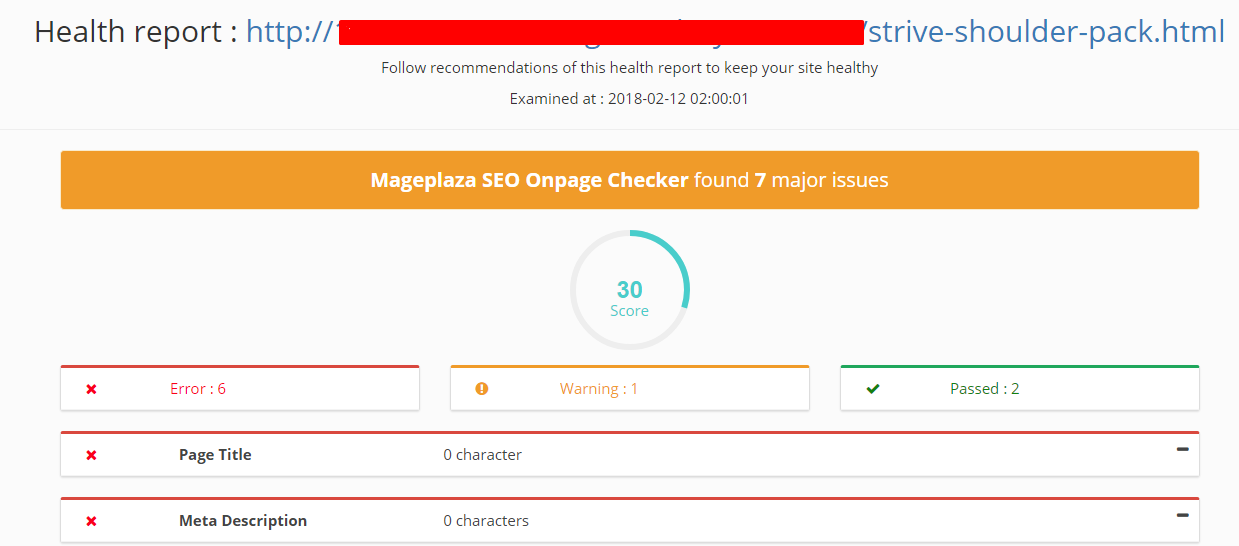 Health report : http:// /strive-shoulder-pack.html
Follow recommendations of this health report to keep your site healthy
Examined at : 2018-02-12 02:00:01
Mageplaza SEO Onpage Checker found 7 major issues
30
Score
Error : 6
Warning : 1
Passed : 2
Page Title 0 character
Meta Description 0 characters